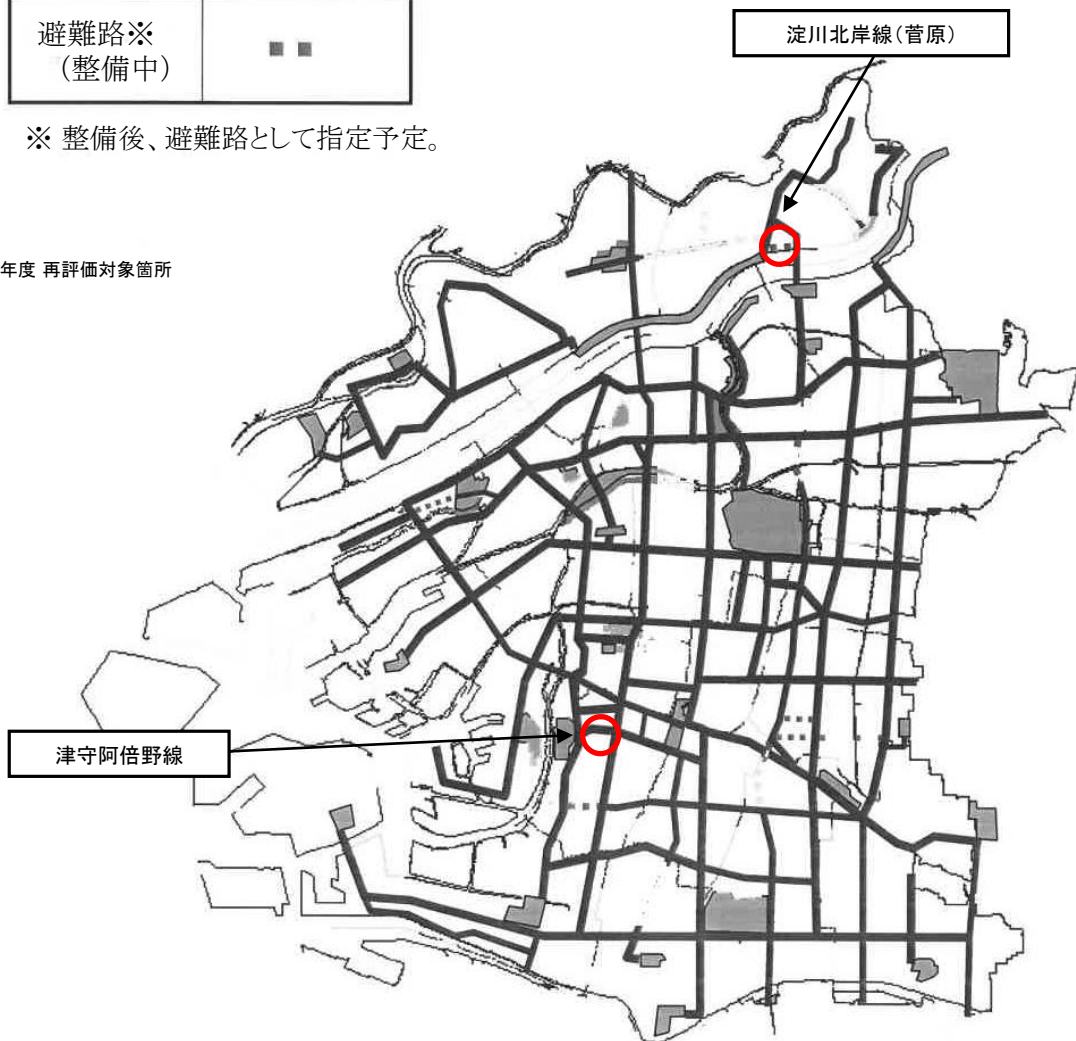 避難路※
(整備中)
淀川北岸線(菅原)
※ 整備後、避難路として指定予定。
年度 再評価対象箇所
津守阿倍野線